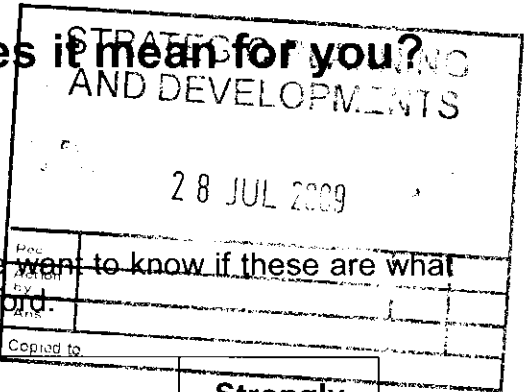 es it mean for you?
STRATEGIC PLANNING
AND DEVELOPMENTS
28 JUL 2009
Rec
e want to know if these are what
Action
by
ord.
Ans
Copied to
Strongly